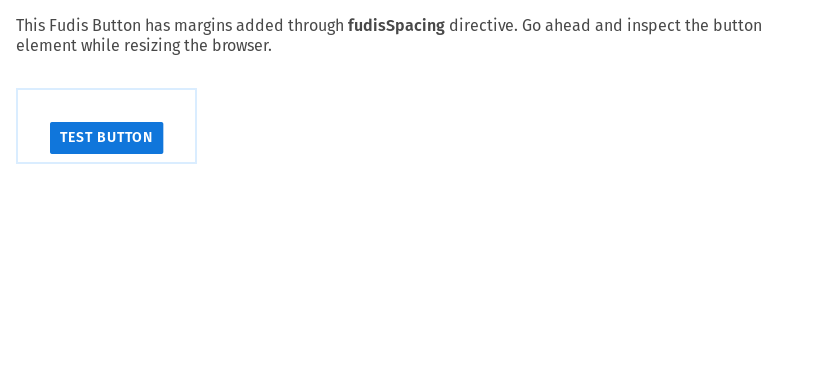 This Fudis Button has margins added through fudisSpacing directive. Go ahead and inspect the button
element while resizing the browser.
TEST BUTTON